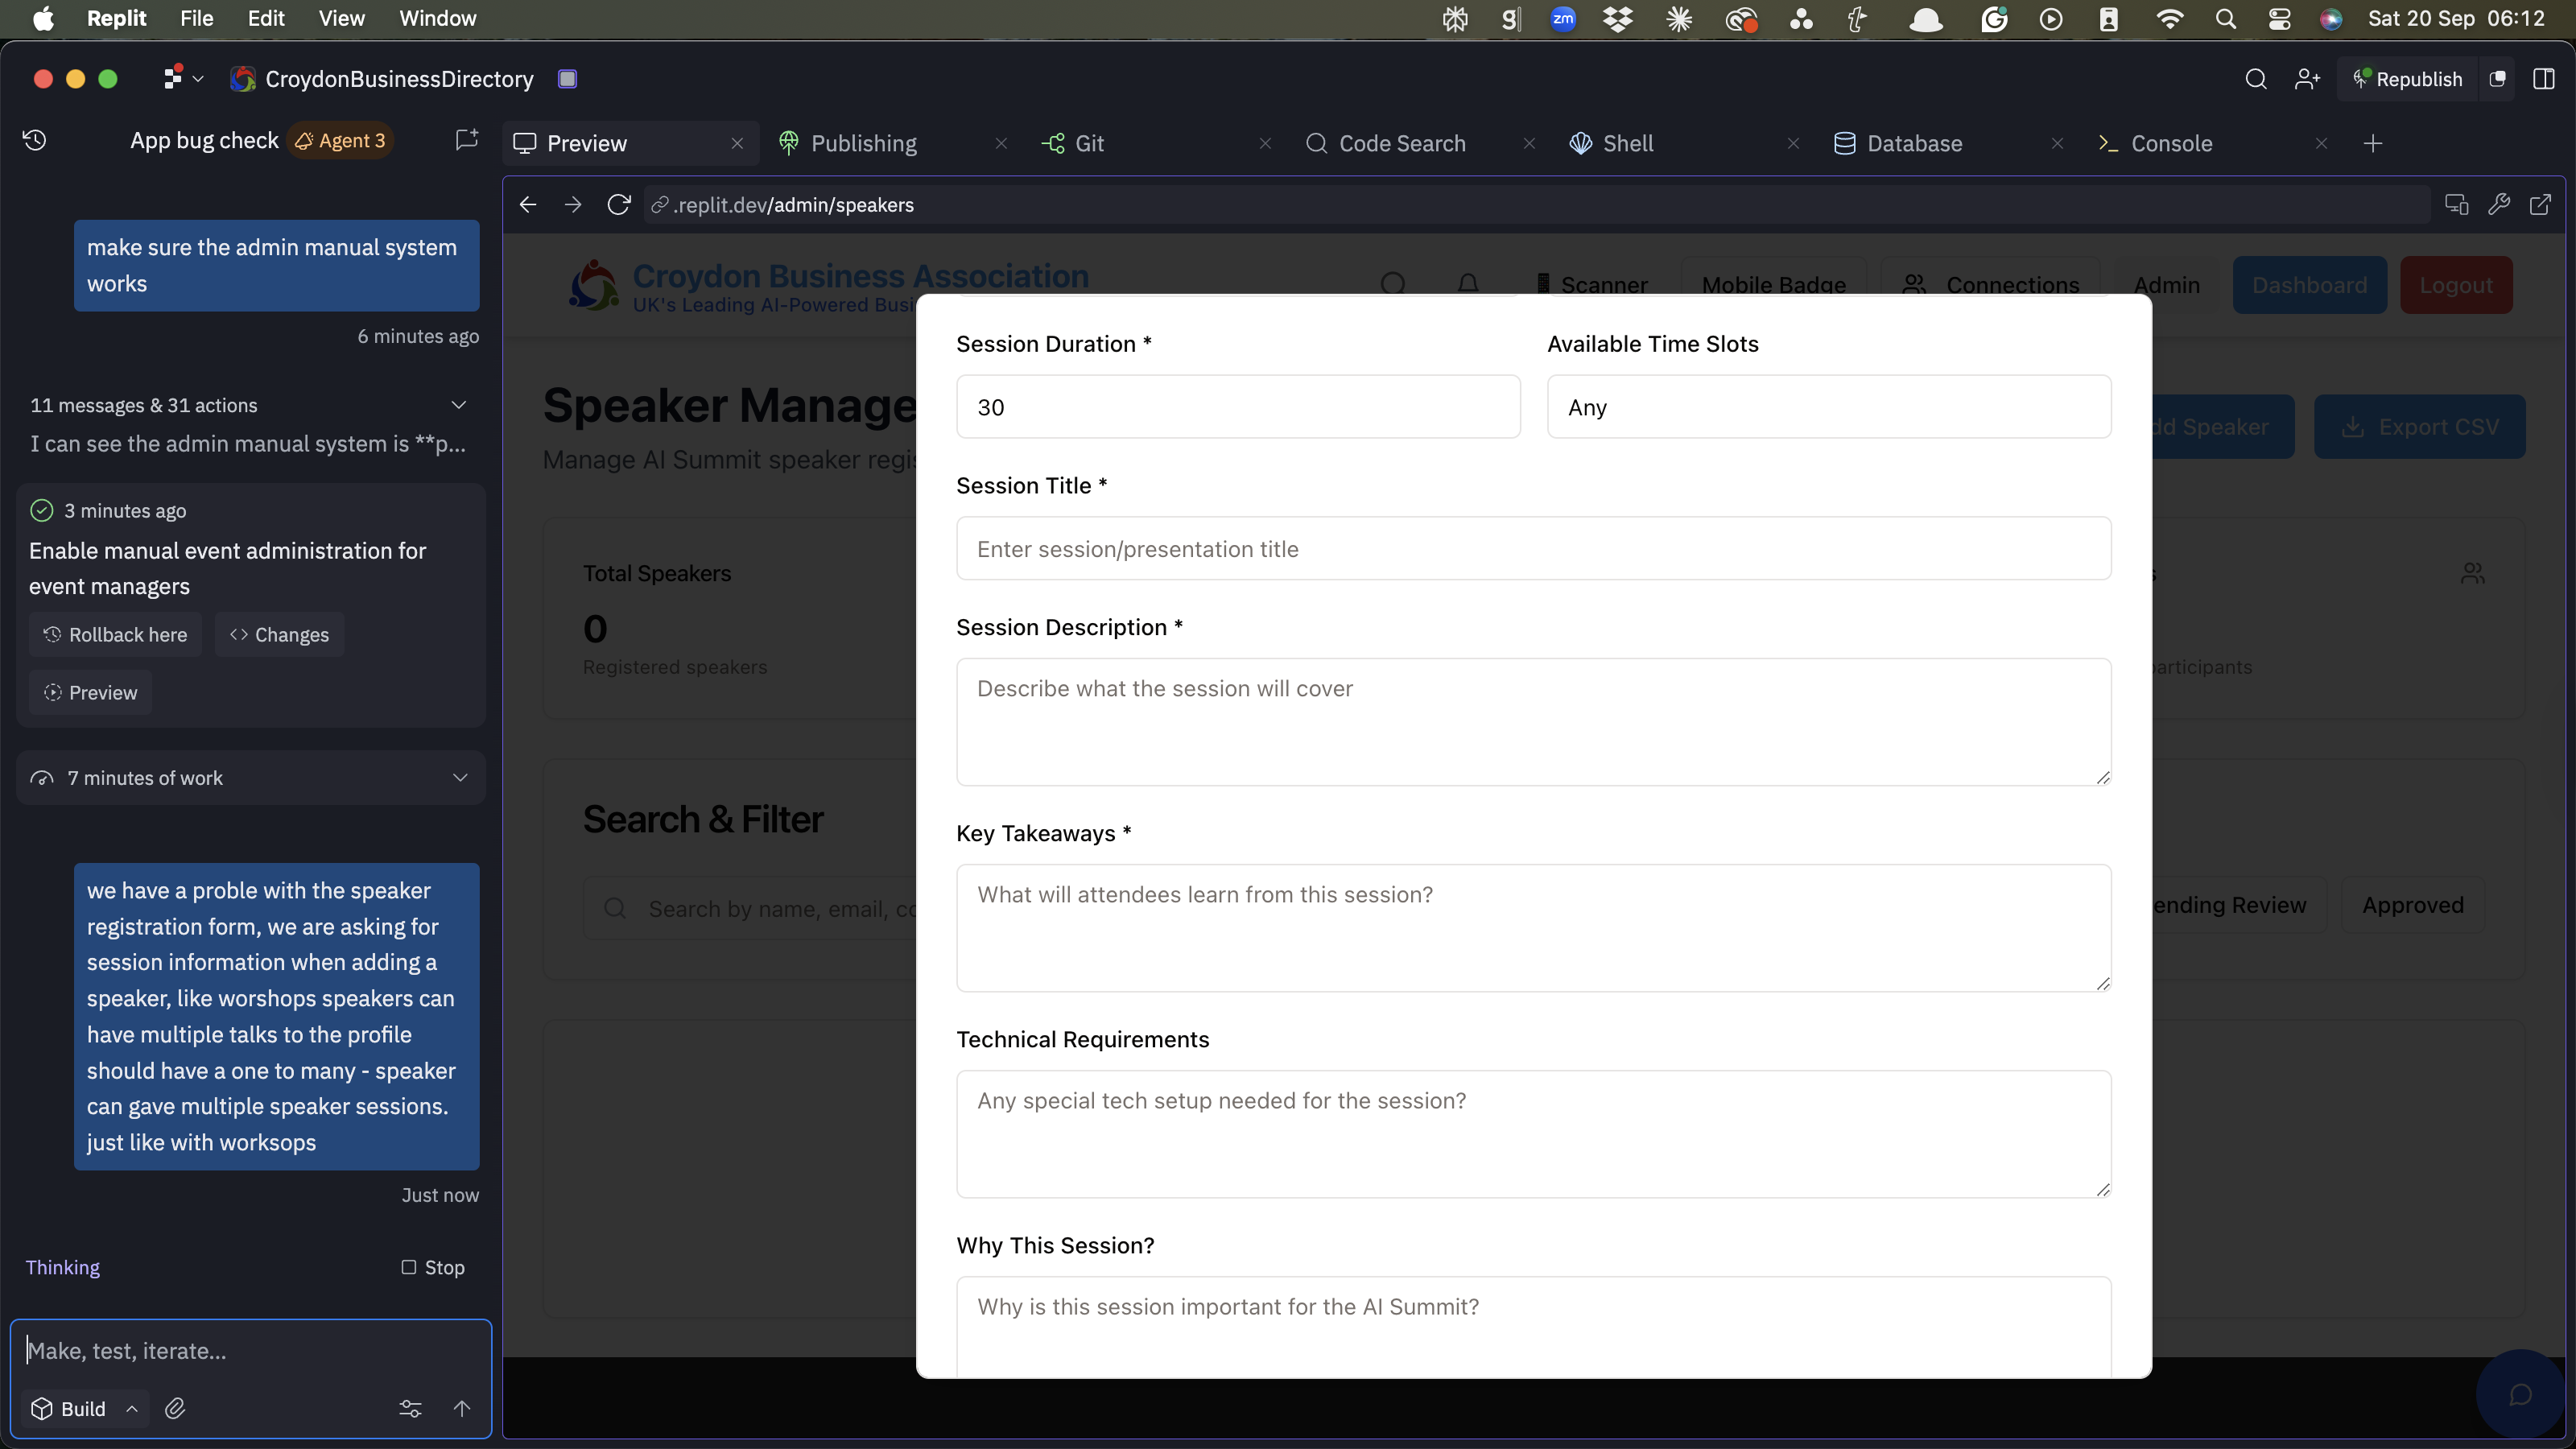 Replit File Edit View Window
zm
Sat 20 Sep 06:12
CroydonBusinessDirectory
Republish
App bug check
Agent 3
Preview
Publishing
Git
Code Search
Shell
Database
Console
.replit.dev/admin/speakers
make sure the admin manual system
works
6 minutes ago
11 messages & 31 actions
I can see the admin manual system is **p...
3 minutes ago
Enable manual event administration for
event managers
Rollback here
Changes
Preview
7 minutes of work
we have a proble with the speaker
registration form, we are asking for
session information when adding a
speaker, like worshops speakers can
have multiple talks to the profile
should have a one to many - speaker
can gave multiple speaker sessions.
just like with worksops
Just now
Thinking
Stop
Make, test, iterate...
Build
Croydon Business Association
UK's Leading AI-Powered Busi
Scanner
Mobile Badge
Connections
Admin
Dashboard
Logout
Speaker Manage
Manage AI Summit speaker regis
dd Speaker
Export CSV
Total Speakers
0
Registered speakers
articipants
Search & Filter
Search by name, email, co
ending Review
Approved
Session Duration *
Available Time Slots
30
Any
Session Title *
Enter session/presentation title
Session Description *
Describe what the session will cover
Key Takeaways *
What will attendees learn from this session?
Technical Requirements
Any special tech setup needed for the session?
Why This Session?
Why is this session important for the AI Summit?